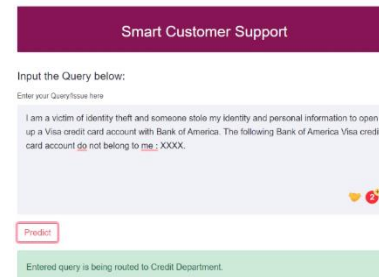 Smart Customer Support
Input the Query below:
Enter your Query/Issue here
I am a victim of identity theft and someone stole my identity and personal information to open
up a Visa credit card account with Bank of America. The following Bank of America Visa credi
card account do not belong to me : XXXX.
2
Predict
Entered query is being routed to Credit Department.